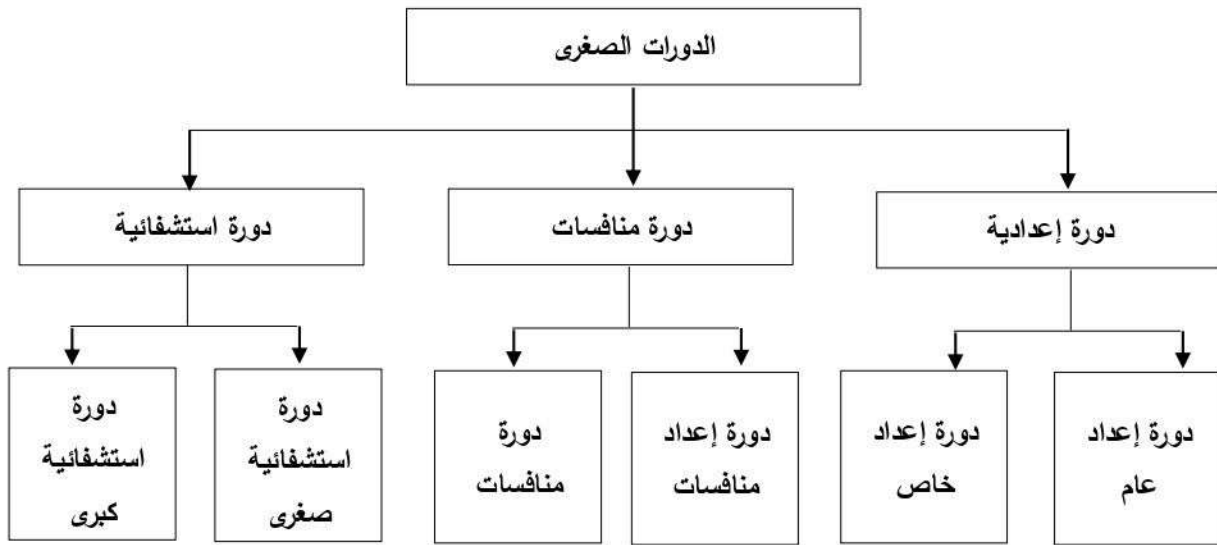 الدورات الصغرى
دورة إعدادية
دورة منافسات
دورة استشفائية
دورة إعداد
عام
دورة إعداد
خاص
دورة إعداد
منافسات
دورة
منافسات
دورة
استشفائية
صغرى
دورة
استشفائية
كبرى